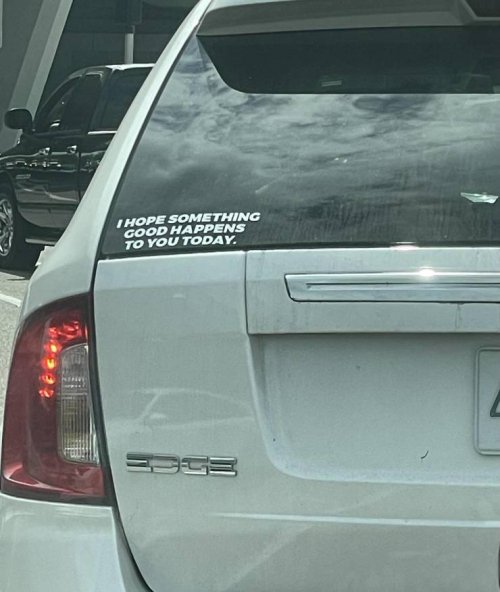 I HOPE SOMETHING
GOOD HAPPENS
TO YOU TODAY.
EDGE